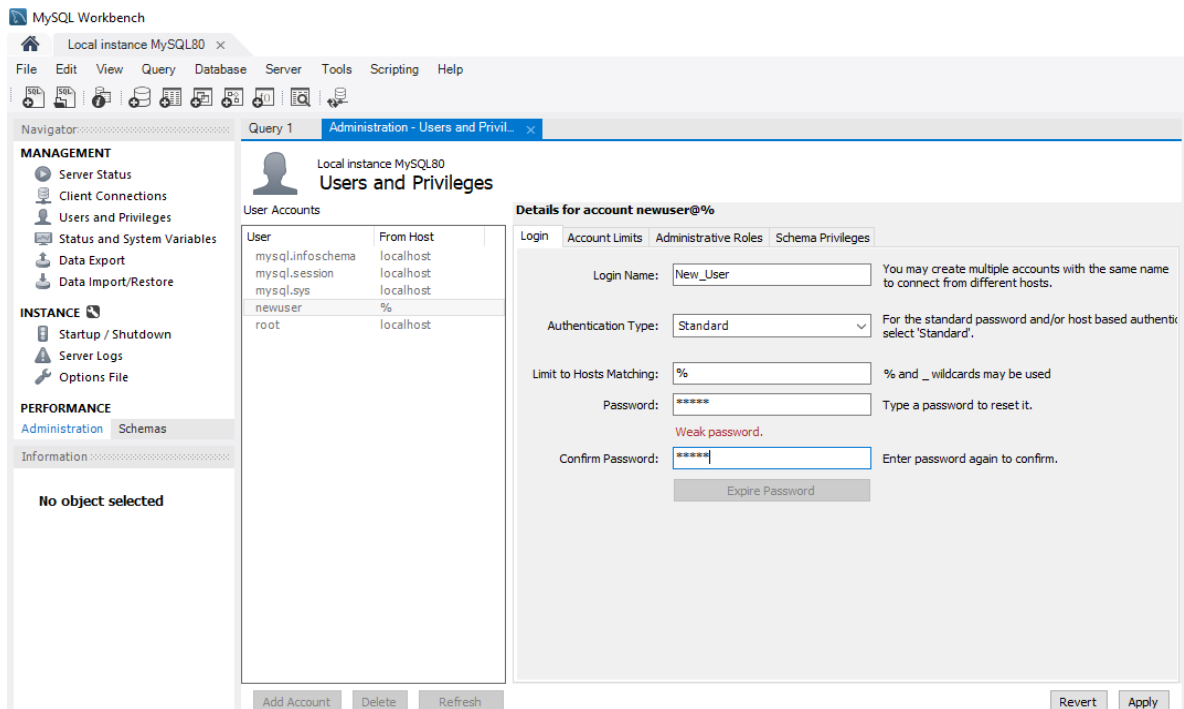 MySQL Workbench
Local instance MySQL80
File Edit View Query Database Server Tools Scripting Help
Navigator
MANAGEMENT
Server Status
Client Connections
Users and Privileges
Status and System Variables
Data Export
Data Import/Restore
INSTANCE
Startup / Shutdown
Server Logs
Options File
PERFORMANCE
Administration Schemas
Information
No object selected
Query 1 Administration - Users and Privil...
Local instance MySQL80
Users and Privileges
User Accounts
User From Host
mysql.infoschema localhost
mysql.session localhost
mysql.sys localhost
newuser %
root localhost
Add Account Delete Refresh
Details for account newuser@%
Login Account Limits Administrative Roles Schema Privileges
Login Name: New_User You may create multiple accounts with the same name
to connect from different hosts.
Authentication Type: Standard For the standard password and/or host based authentic
select 'Standard'.
Limit to Hosts Matching: % % and _ wildcards may be used
Password: ***** Type a password to reset it.
Weak password.
Confirm Password: ***** Enter password again to confirm.
Expire Password
Revert Apply